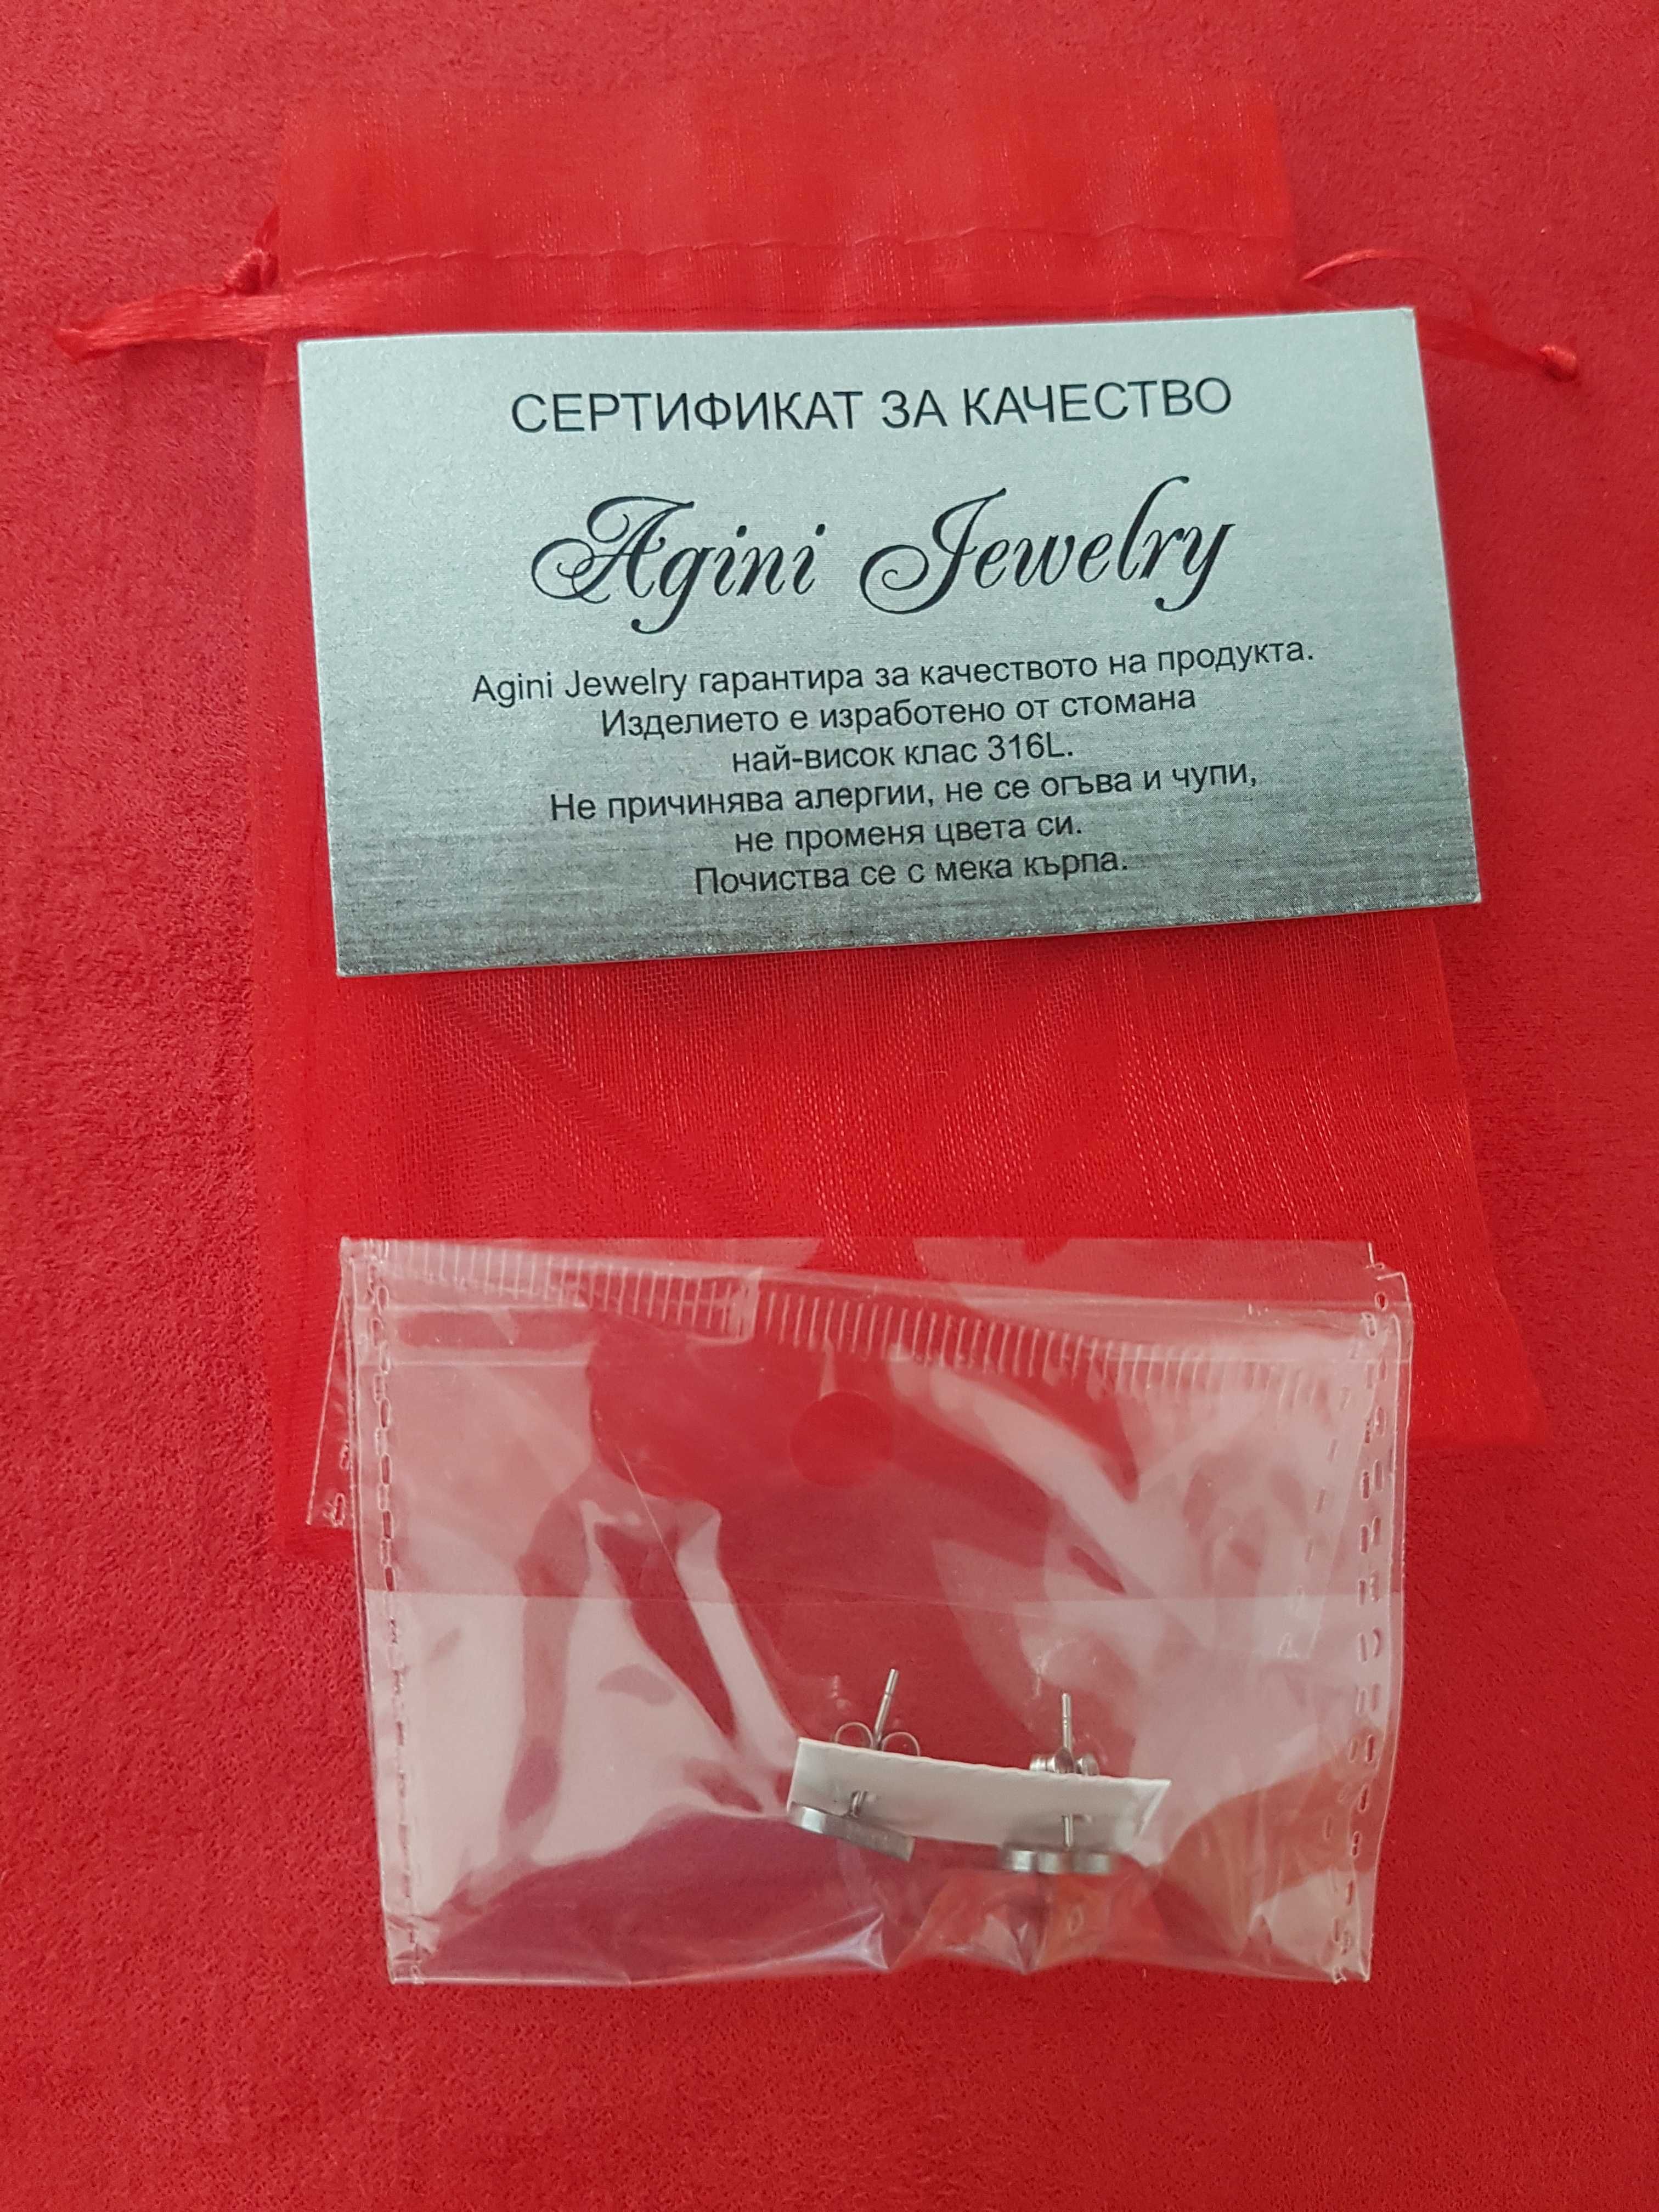 СЕРТИФИКАТ ЗА КАЧЕСТВО
Agini Jewelry
Agini Jewelry гарантира за качеството на продукта.
Изделието е изработено от стомана
най-висок клас 316L.
Не причинява алергии, не се огъва и чупи,
не променя цвета си.
Почиства се с мека кърпа.